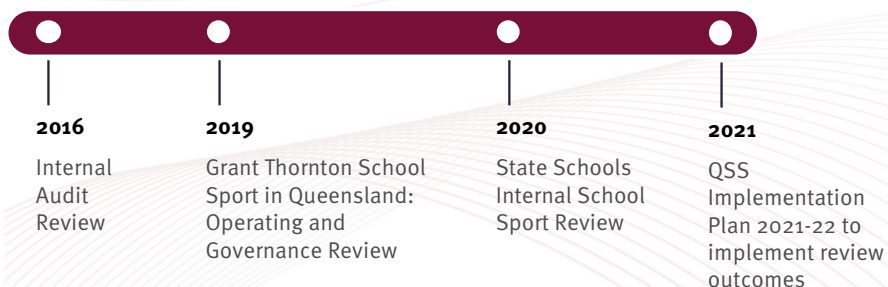 2016
Internal
Audit
Review
2019
Grant Thornton School
Sport in Queensland:
Operating and
Governance Review
2020
State Schools
Internal School
Sport Review
2021
QSS
Implementation
Plan 2021-22 to
implement review
outcomes